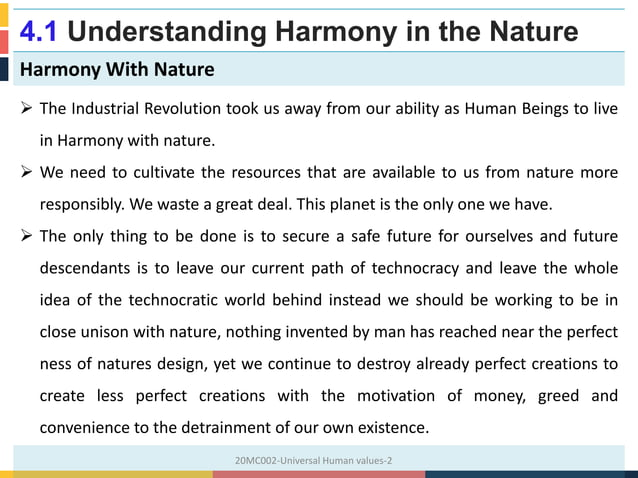 4.1 Understanding Harmony in the Nature
Harmony With Nature
➢ The Industrial Revolution took us away from our ability as Human Beings to live
in Harmony with nature.
➢ We need to cultivate the resources that are available to us from nature more
responsibly. We waste a great deal. This planet is the only one we have.
➢ The only thing to be done is to secure a safe future for ourselves and future
descendants is to leave our current path of technocracy and leave the whole
idea of the technocratic world behind instead we should be working to be in
close unison with nature, nothing invented by man has reached near the perfect
ness of natures design, yet we continue to destroy already perfect creations to
create less perfect creations with the motivation of money, greed and
convenience to the detrainment of our own existence.
20MC002-Universal Human values-2